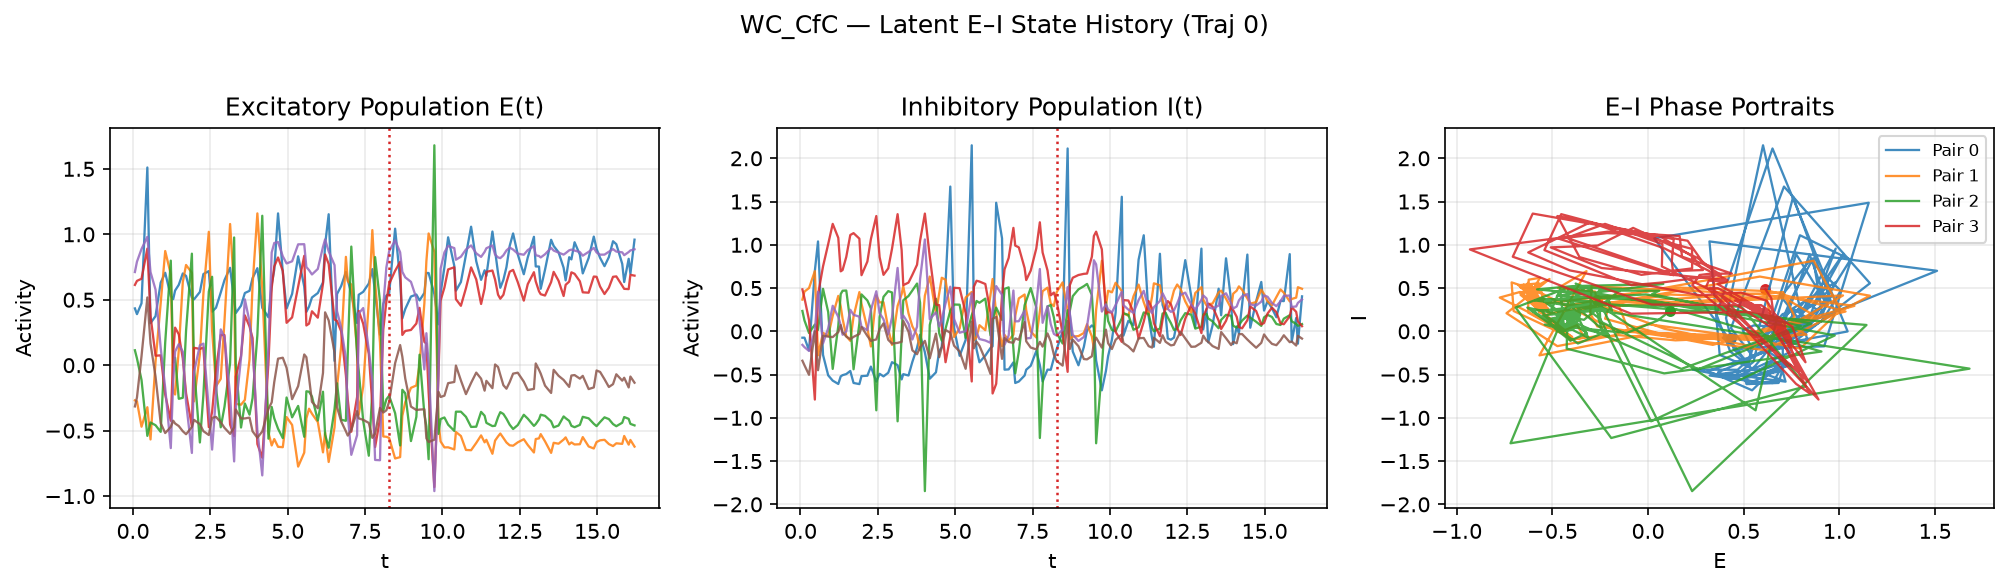 WC_CfC — Latent E–I State History (Traj 0)
Excitatory Population E(t)
Activity
1.5
1.0
0.5
0.0
−0.5
−1.0
0.0 2.5 5.0 7.5 10.0 12.5 15.0
t
Inhibitory Population I(t)
Activity
2.0
1.5
1.0
0.5
0.0
−0.5
−1.0
−1.5
−2.0
0.0 2.5 5.0 7.5 10.0 12.5 15.0
t
E–I Phase Portraits
I
2.0
1.5
1.0
0.5
0.0
−0.5
−1.0
−1.5
−2.0
−1.0 −0.5 0.0 0.5 1.0 1.5
E
Pair 0
Pair 1
Pair 2
Pair 3